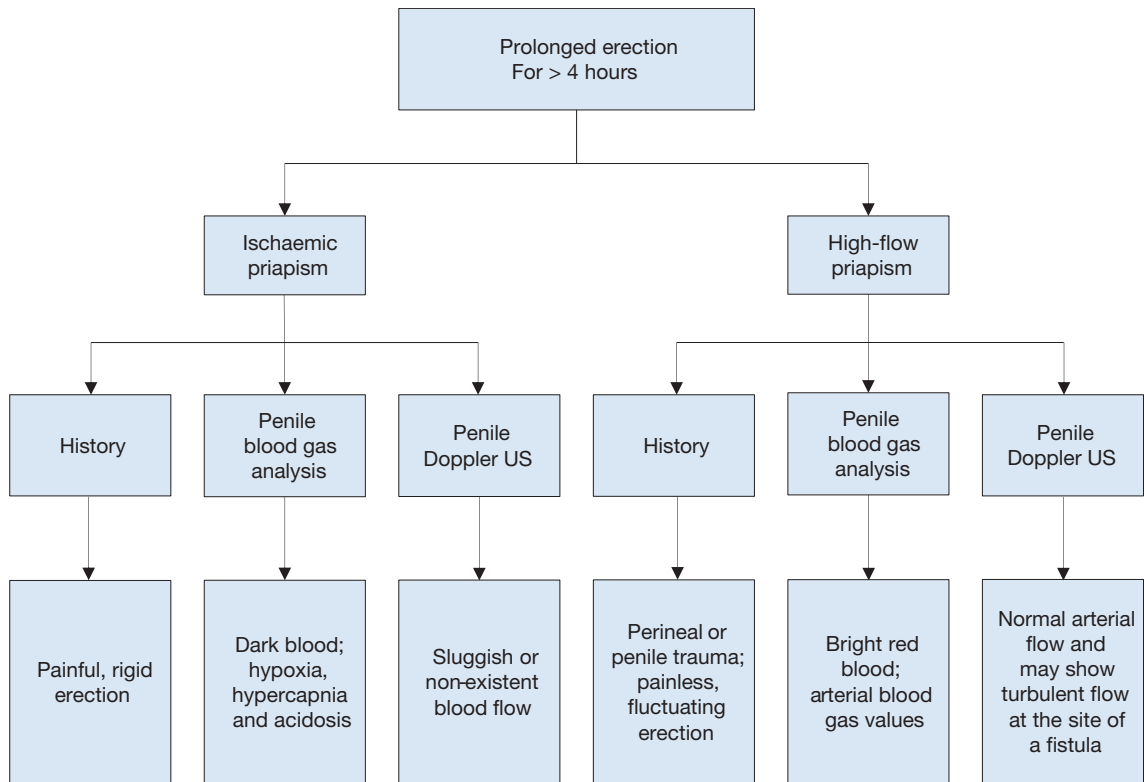 Prolonged erection
For > 4 hours
Ischaemic
priapism
High-flow
priapism
History
Penile
blood gas
analysis
Penile
Doppler US
History
Penile
blood gas
analysis
Penile
Doppler US
Painful, rigid
erection
Dark blood;
hypoxia,
hypercapnia
and acidosis
Sluggish or
non-existent
blood flow
Perineal or
penile trauma;
painless,
fluctuating
erection
Bright red
blood;
arterial blood
gas values
Normal arterial
flow and
may show
turbulent flow
at the site of
a fistula